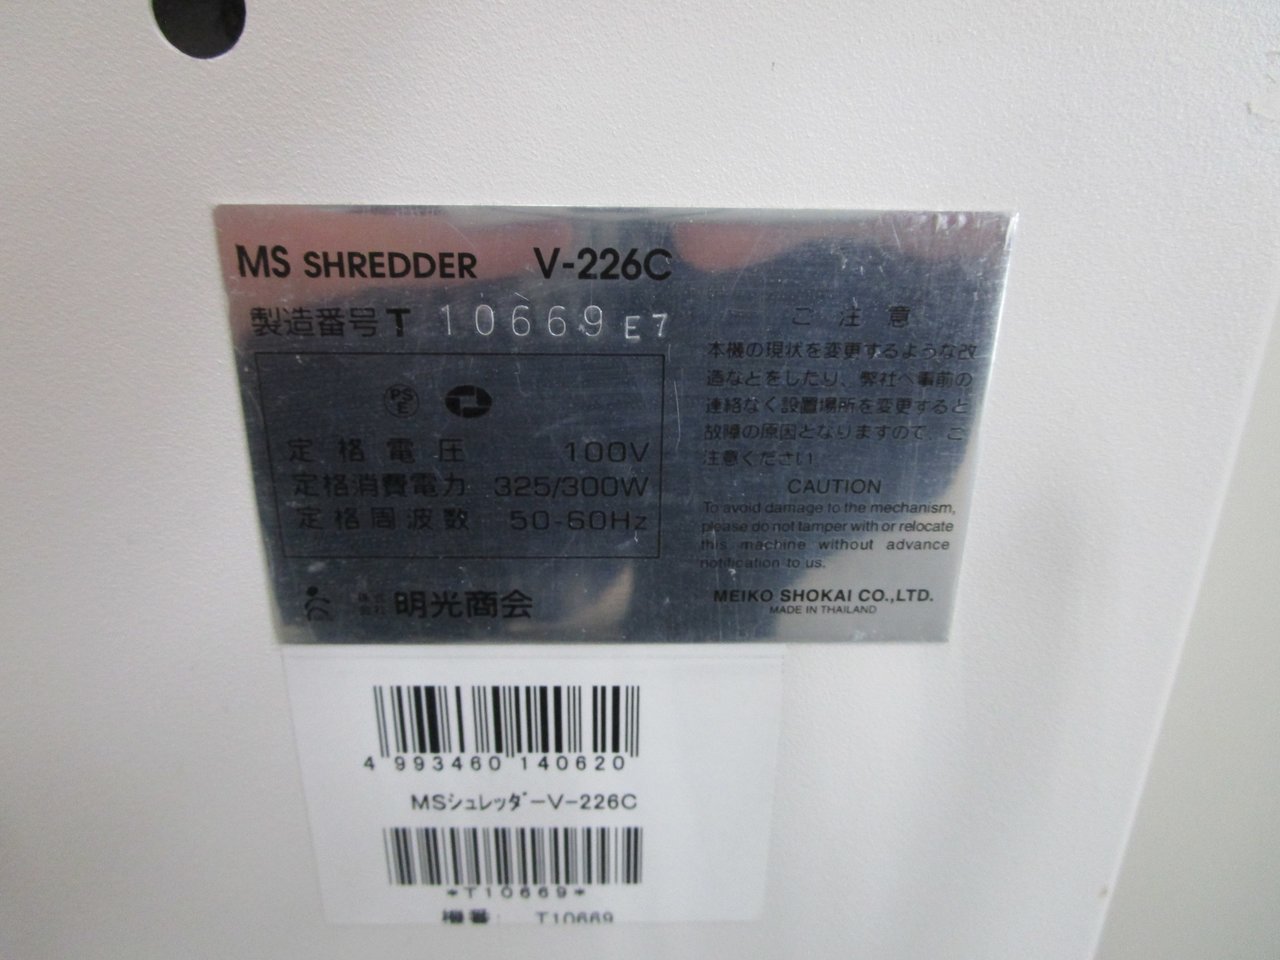 MS SHREDDER V-226C
製造番号 T 10669 E7
PS
E
定格電圧 100V
定格消費電力 325/300W
定格周波数 50-60Hz
株式会社 明光商会
ご注意
本機の現状を変更するような改
造などをしたり、弊社へ事前の
連絡なく設置場所を変更すると
故障の原因となりますので、ご
注意ください
CAUTION
To avoid damage to the mechanism,
please do not tamper with or relocate
this machine without advance
notification to us.
MEIKO SHOKAI CO.,LTD.
MADE IN THAILAND
4 993460 140620
MSシュレッダーV-226C
*T10669*
機番: T10669